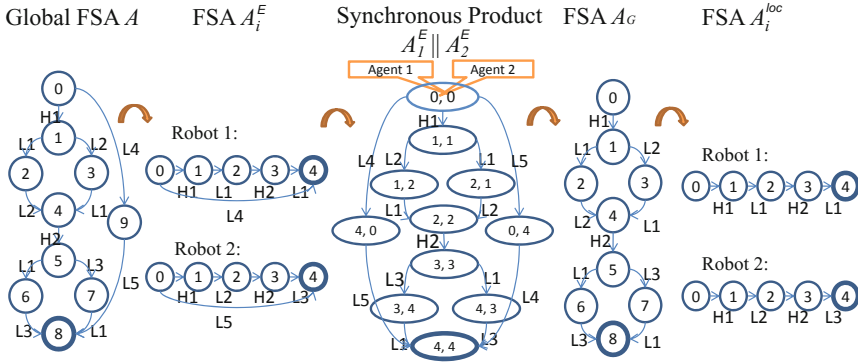 Global FSA A
FSA A_i^E
Synchronous Product
A_1^E || A_2^E
FSA A_G
FSA A_i^loc
Agent 1
Agent 2
0
H1
1
L1
L2
L4
2
3
L2
L1
4
9
H2
5
L1
L3
L5
6
7
L3
L1
8
Robot 1:
0
1
2
3
4
H1
L1
H2
L1
L4
Robot 2:
0
1
2
3
4
H1
L2
H2
L3
L5
0, 0
H1
1, 1
L4
L2
L1
L5
1, 2
2, 1
L1
L2
4, 0
2, 2
0, 4
H2
3, 3
L3
L1
L5
3, 4
4, 3
L4
L1
L3
4, 4
0
H1
1
L1
L2
2
3
L2
L1
4
H2
5
L1
L3
6
7
L3
L1
8
Robot 1:
0
1
2
3
4
H1
L1
H2
L1
Robot 2:
0
1
2
3
4
H1
L2
H2
L3